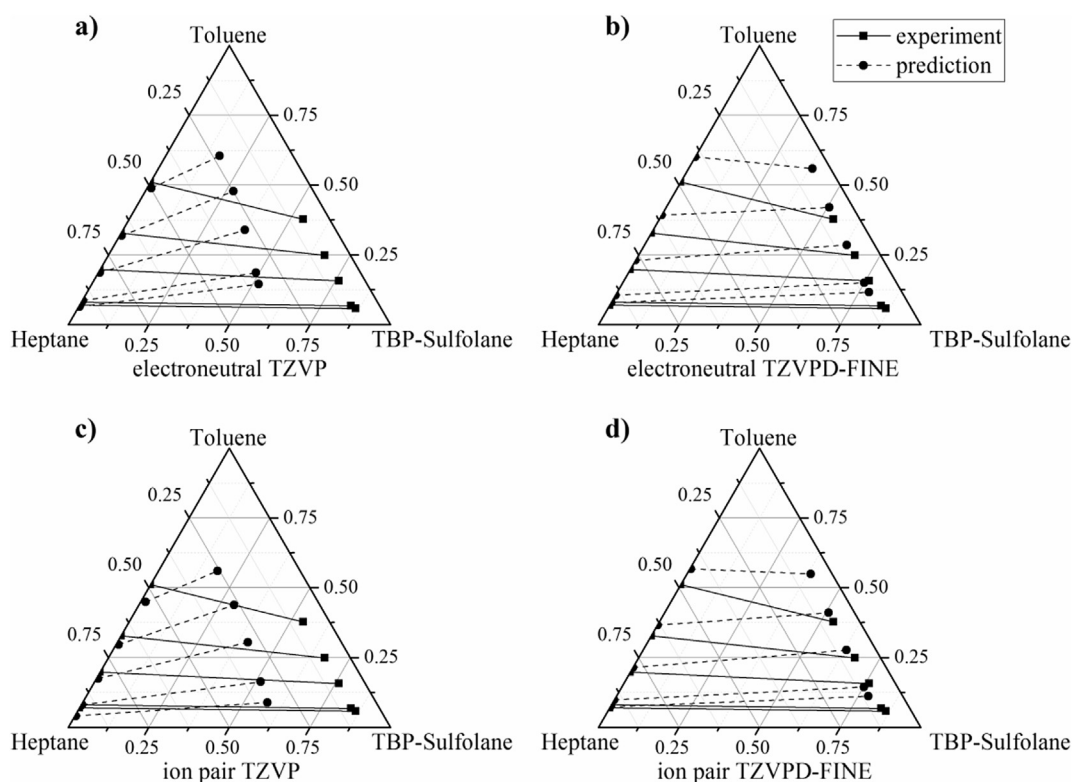 a)
Toluene
0.25
0.75
0.50
0.50
0.75
0.25
Heptane
TBP-Sulfolane
0.25
0.50
0.75
electroneutral TZVP
b)
Toluene
experiment
prediction
0.25
0.75
0.50
0.50
0.75
0.25
Heptane
TBP-Sulfolane
0.25
0.50
0.75
electroneutral TZVPD-FINE
c)
Toluene
0.25
0.75
0.50
0.50
0.75
0.25
Heptane
TBP-Sulfolane
0.25
0.50
0.75
ion pair TZVP
d)
Toluene
0.25
0.75
0.50
0.50
0.75
0.25
Heptane
TBP-Sulfolane
0.25
0.50
0.75
ion pair TZVPD-FINE